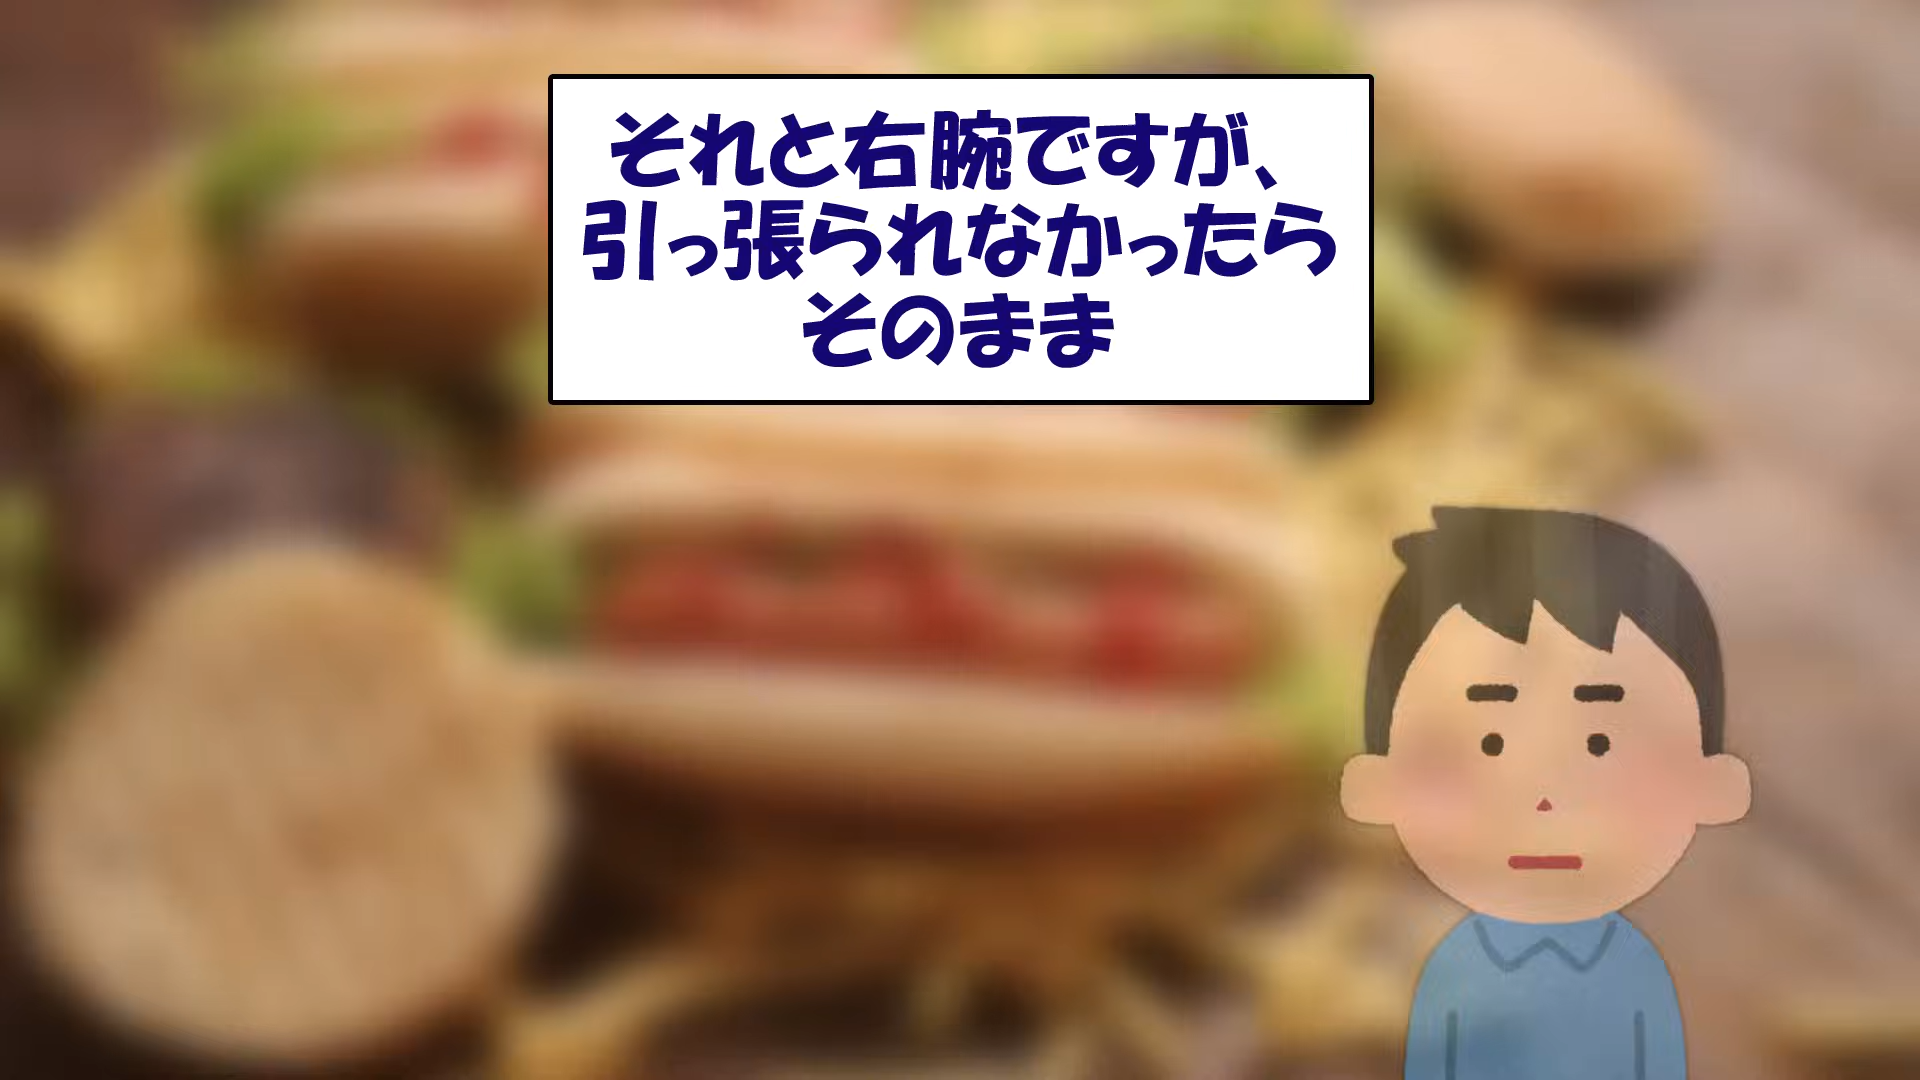 それと右腕ですが、
引っ張られなかったら
そのまま